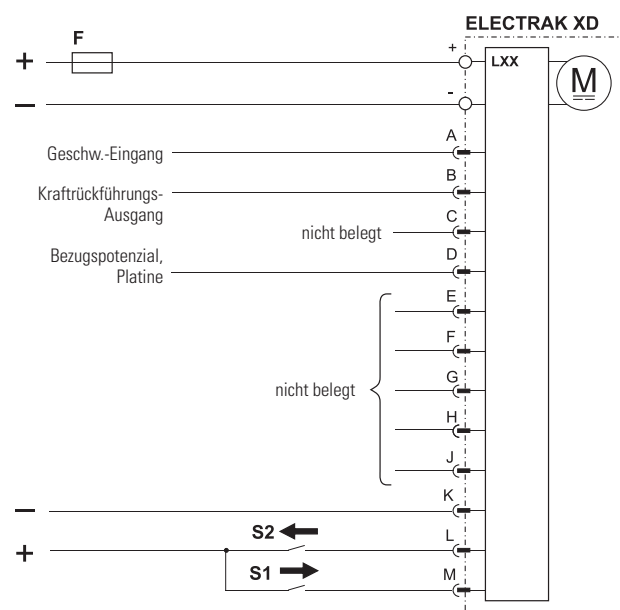 ELECTRAK XD
F
+
+
LXX
M
–
-
A
Geschw.-Eingang
B
Kraftrückführungs-
Ausgang
C
nicht belegt
D
Bezugspotenzial,
Platine
E
F
G
nicht belegt
H
J
K
–
S2
L
+
S1
M